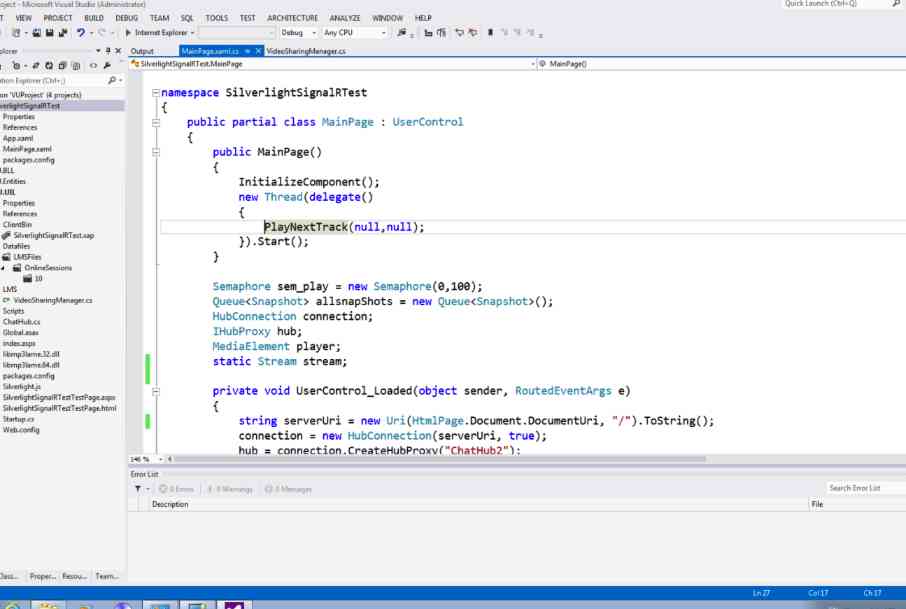 oject - Microsoft Visual Studio (Administrator)
Quick Launch (Ctrl+Q)
T VIEW PROJECT BUILD DEBUG TEAM SQL TOOLS TEST ARCHITECTURE ANALYZE WINDOW HELP
Internet Explorer Debug Any CPU
plorer
Output MainPage.xaml.cs VideoSharingManager.cs
SilverlightSignalRTest.MainPage MainPage()
ution Explorer (Ctrl+;)
on 'VUProject' (4 projects)
verlightSignalRTest
Properties
References
App.xaml
MainPage.xaml
packages.config
.BLL
.Entities
.UIL
Properties
References
ClientBin
SilverlightSignalRTest.xap
Datafiles
LMSFiles
OnlineSessions
10
LMS
VideoSharingManager.cs
Scripts
ChatHub.cs
Global.asax
index.aspx
libmp3lame.32.dll
libmp3lame.64.dll
packages.config
Silverlight.js
SilverlightSignalRTestTestPage.aspx
SilverlightSignalRTestTestPage.html
Startup.cs
Web.config
Class... Proper... Resou... Team...
namespace SilverlightSignalRTest
{
public partial class MainPage : UserControl
{
public MainPage()
{
InitializeComponent();
new Thread(delegate()
{
PlayNextTrack(null,null);
}).Start();
}
Semaphore sem_play = new Semaphore(0,100);
Queue<Snapshot> allsnapShots = new Queue<Snapshot>();
HubConnection connection;
IHubProxy hub;
MediaElement player;
static Stream stream;
private void UserControl_Loaded(object sender, RoutedEventArgs e)
{
string serverUri = new Uri(HtmlPage.Document.DocumentUri, "/").ToString();
connection = new HubConnection(serverUri, true);
hub = connection.CreateHubProxy("ChatHub2");
146 %
Error List
0 Errors 0 Warnings 0 Messages
Search Error List
Description File
Ln 27 Col 17 Ch 17